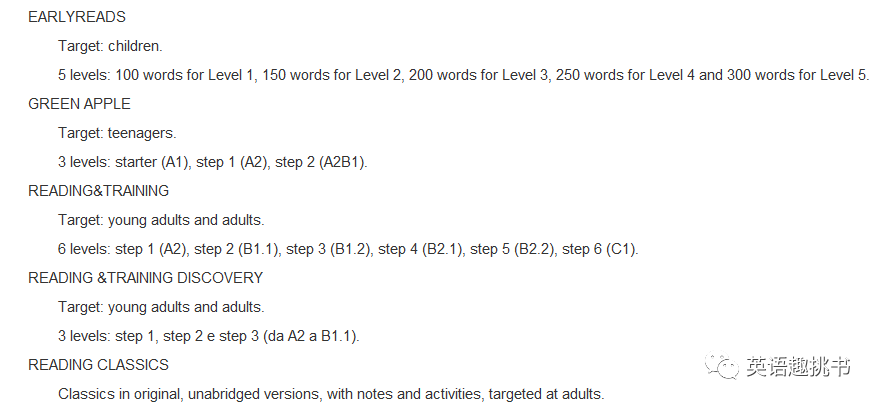 EARLYREADS
Target: children.
5 levels: 100 words for Level 1, 150 words for Level 2, 200 words for Level 3, 250 words for Level 4 and 300 words for Level 5.
GREEN APPLE
Target: teenagers.
3 levels: starter (A1), step 1 (A2), step 2 (A2B1).
READING&TRAINING
Target: young adults and adults.
6 levels: step 1 (A2), step 2 (B1.1), step 3 (B1.2), step 4 (B2.1), step 5 (B2.2), step 6 (C1).
READING &TRAINING DISCOVERY
Target: young adults and adults.
3 levels: step 1, step 2 e step 3 (da A2 a B1.1).
READING CLASSICS
Classics in original, unabridged versions, with notes and activities, targeted at adults.
英语趣挑书